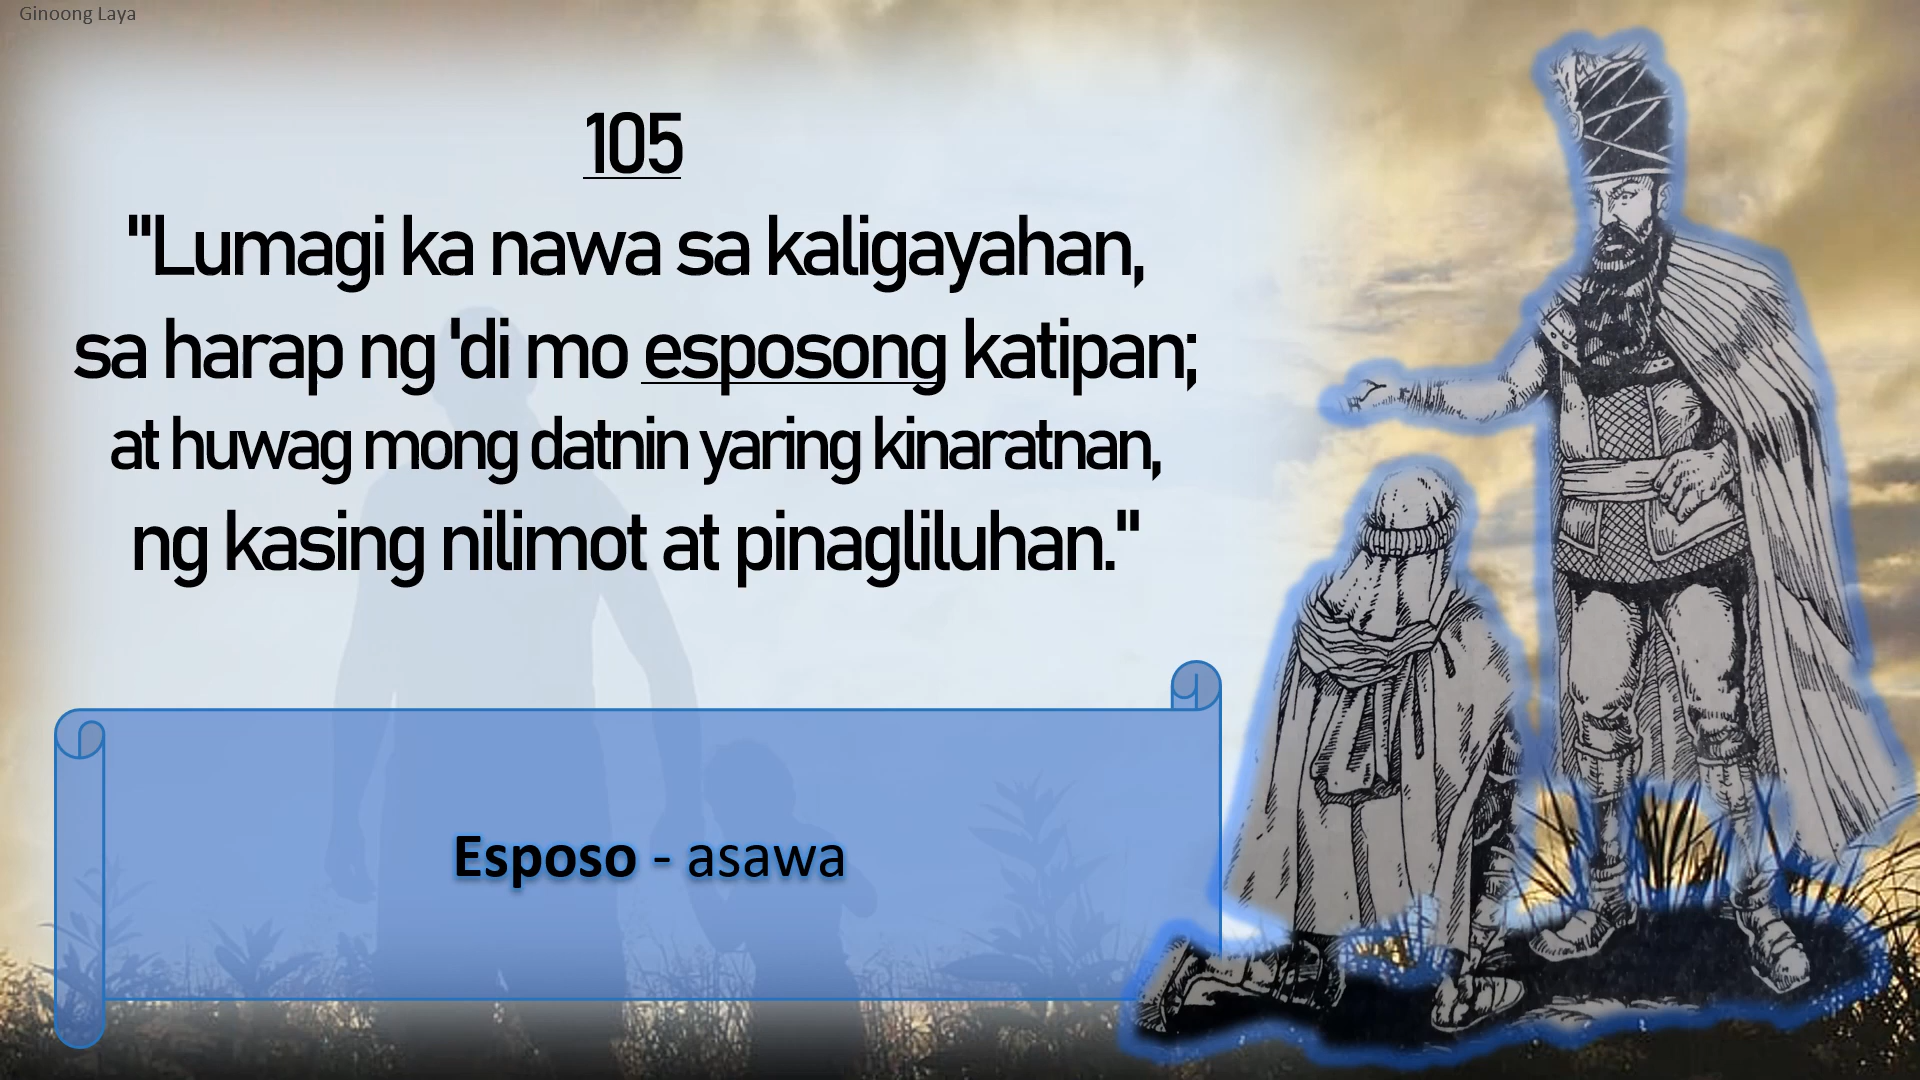 Ginoong Laya
105
"Lumagi ka nawa sa kaligayahan,
sa harap ng 'di mo esposong katipan;
at huwag mong datnin yaring kinaratnan,
ng kasing nilimot at pinagliluhan."
Esposo - asawa